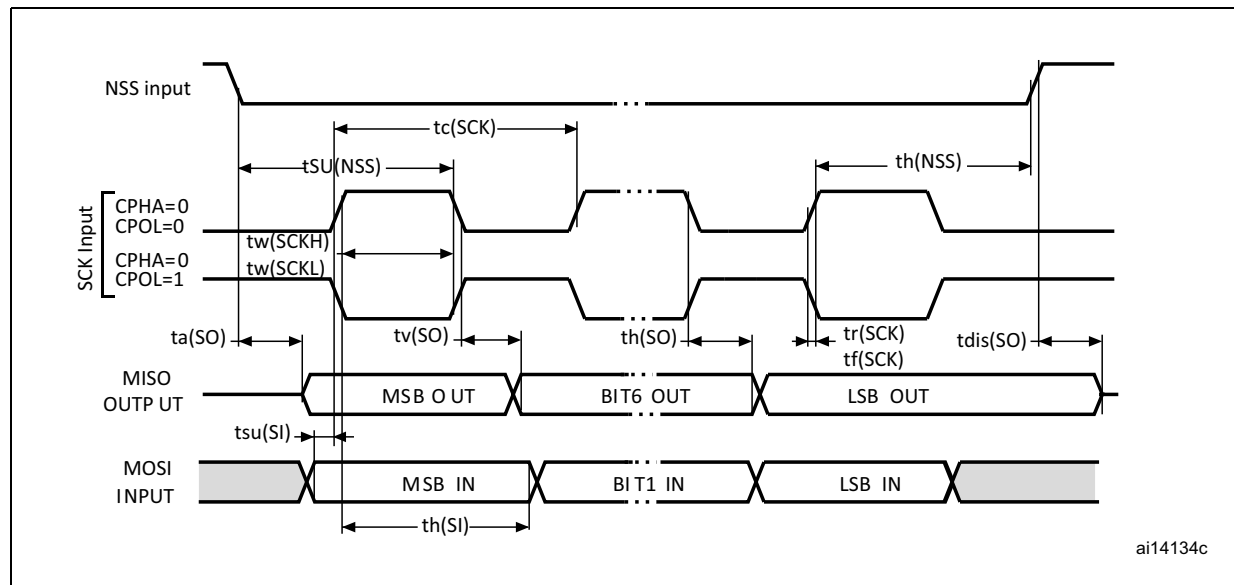 NSS input
tc(SCK)
tSU(NSS)
th(NSS)
SCK Input
CPHA=0
CPOL=0
tw(SCKH)
CPHA=0
tw(SCKL)
CPOL=1
ta(SO)
tv(SO)
th(SO)
tr(SCK)
tf(SCK)
tdis(SO)
MISO
OUTP UT
MSB O UT
BIT6 OUT
LSB OUT
tsu(SI)
MOSI
INPUT
MSB IN
BIT1 IN
LSB IN
th(SI)
ai14134c